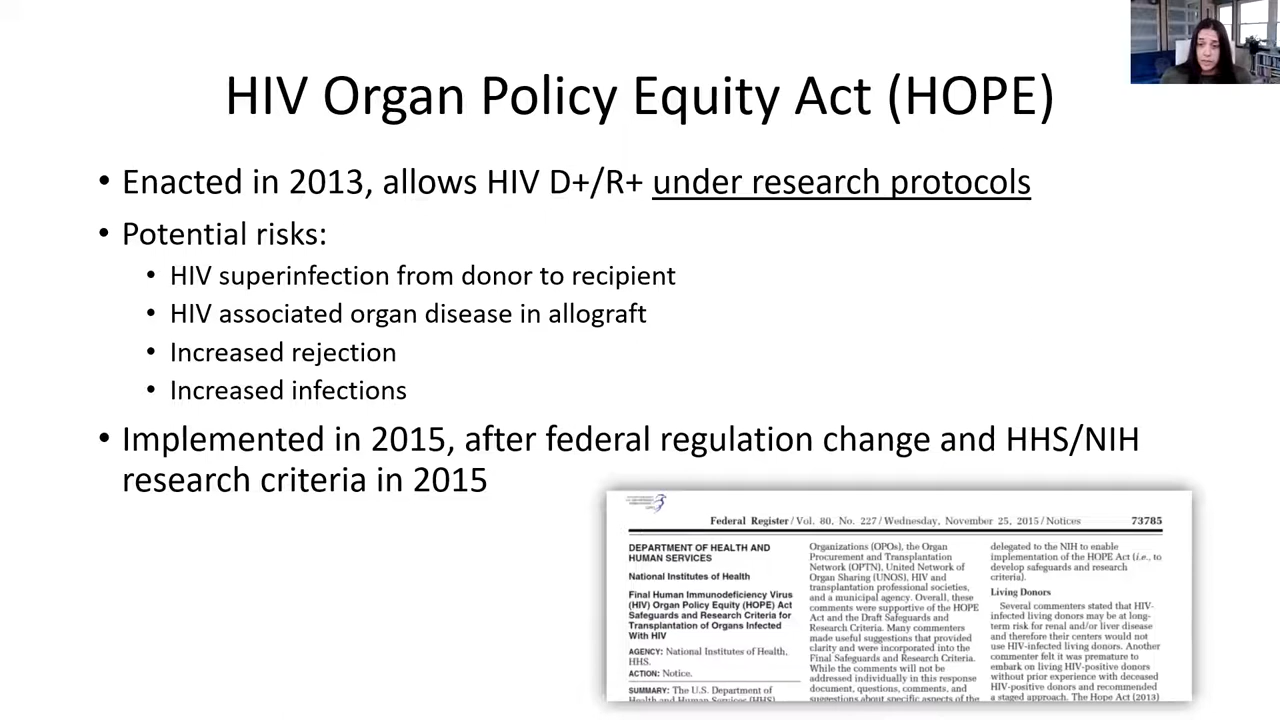 HIV Organ Policy Equity Act (HOPE)
• Enacted in 2013, allows HIV D+/R+ under research protocols
• Potential risks:
• HIV superinfection from donor to recipient
• HIV associated organ disease in allograft
• Increased rejection
• Increased infections
• Implemented in 2015, after federal regulation change and HHS/NIH
research criteria in 2015
Federal Register / Vol. 80, No. 227 / Wednesday, November 25, 2015 / Notices 73785
DEPARTMENT OF HEALTH AND
HUMAN SERVICES
National Institutes of Health
Final Human Immunodeficiency Virus
(HIV) Organ Policy Equity (HOPE) Act
Safeguards and Research Criteria for
Transplantation of Organs Infected
With HIV
AGENCY: National Institutes of Health,
HHS.
ACTION: Notice.
SUMMARY: The U.S. Department of
Health and Human Services (HHS)
Organizations (OPOs), the Organ
Procurement and Transplantation
Network (OPTN), United Network of
Organ Sharing (UNOS), HIV and
transplantation professional societies,
and a municipal agency. Overall, these
comments were supportive of the HOPE
Act and the Draft Safeguards and
Research Criteria. Many commenters
made useful suggestions that provided
clarity and were incorporated into the
Final Safeguards and Research Criteria.
While the comments will not be
addressed individually in this response
document, questions, comments, and
suggestions about specific aspects of the
delegated to the NIH to enable
implementation of the HOPE Act (i.e., to
develop safeguards and research
criteria).
Living Donors
Several commenters stated that HIV-
infected living donors may be at long-
term risk for renal and/or liver disease
and therefore their centers would not
use HIV-infected living donors. Another
commenter felt it was premature to
embark on living HIV-positive donors
without prior experience with deceased
HIV-positive donors and recommended
a staged approach. The Hope Act (2013)